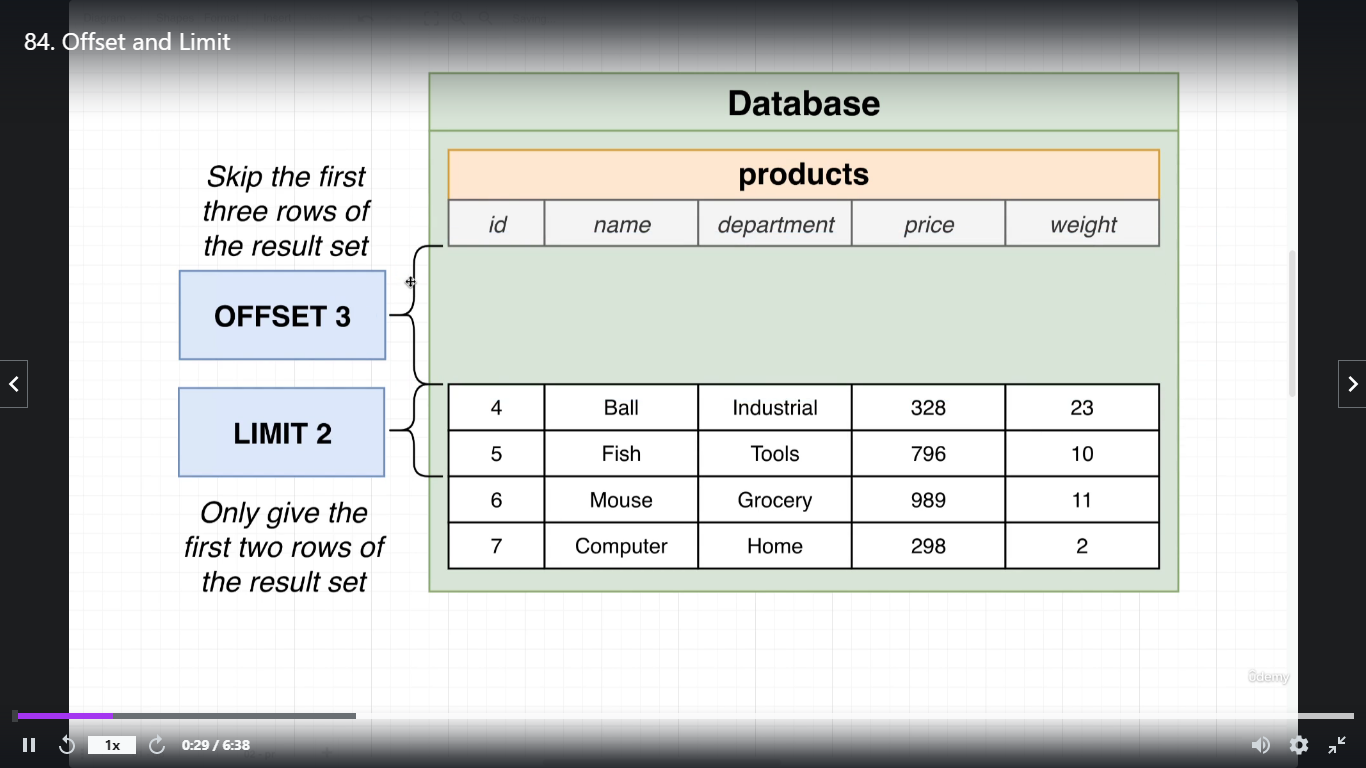 84. Offset and Limit
Database
products
id name department price weight
Skip the first
three rows of
the result set
OFFSET 3
LIMIT 2
Only give the
first two rows of
the result set
4 Ball Industrial 328 23
5 Fish Tools 796 10
6 Mouse Grocery 989 11
7 Computer Home 298 2
ûdemy
1x 0:29 / 6:38